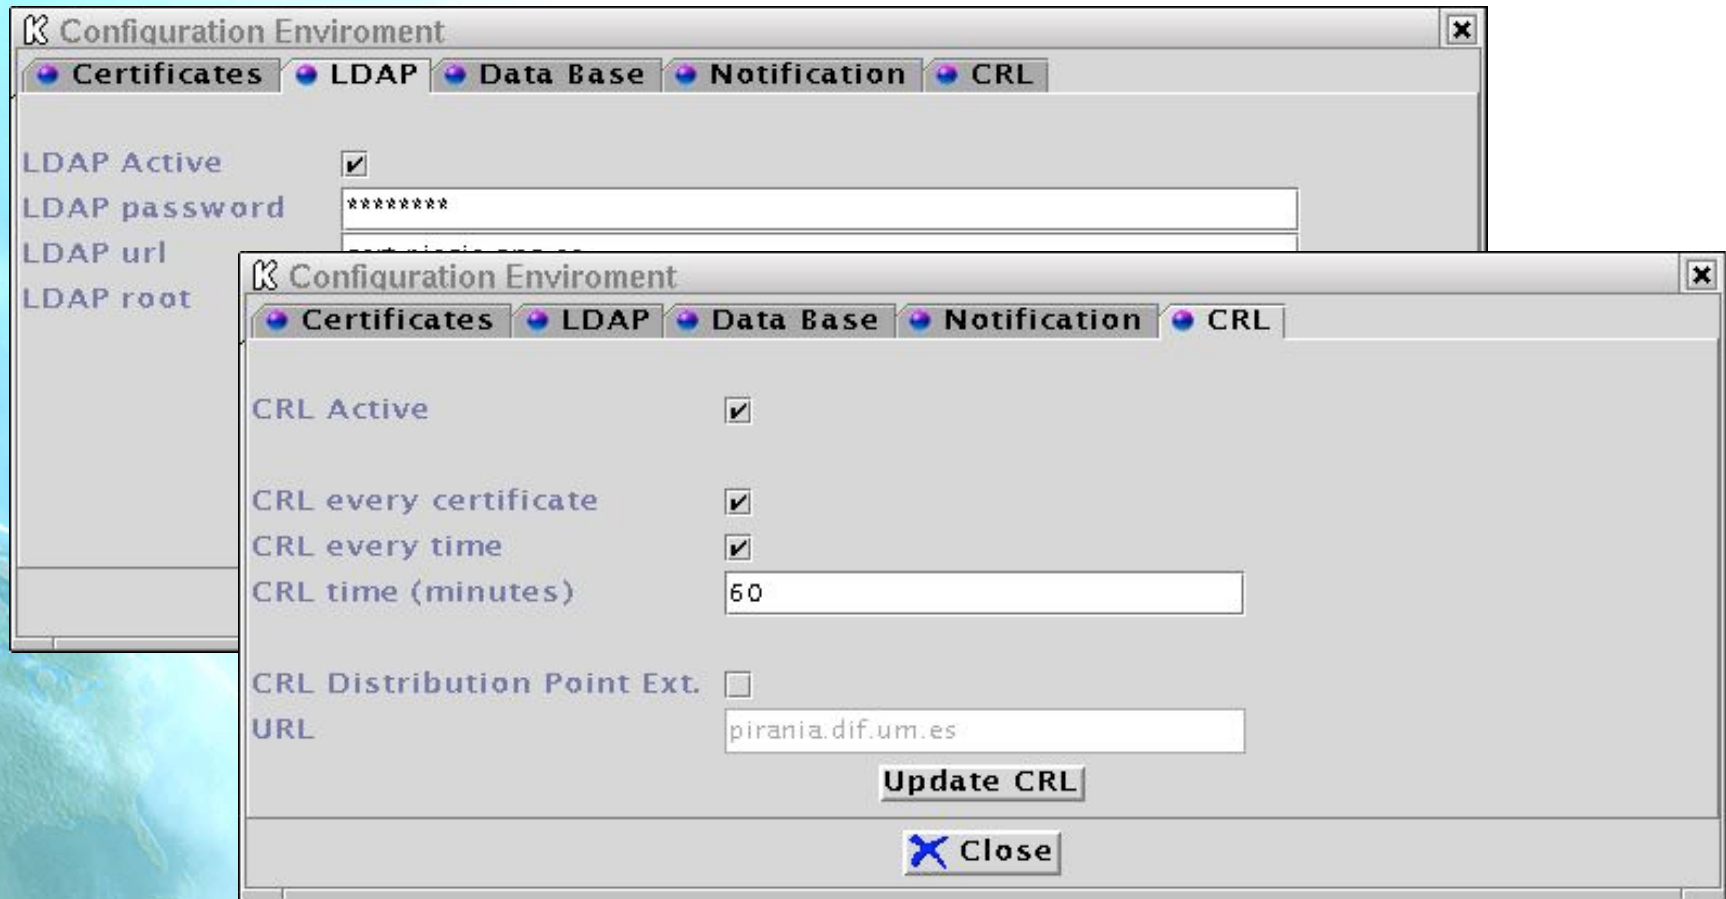 Configuration Enviroment
Certificates LDAP Data Base Notification CRL
LDAP Active
LDAP password ********
LDAP url
LDAP root
Configuration Enviroment
Certificates LDAP Data Base Notification CRL
CRL Active
CRL every certificate
CRL every time
CRL time (minutes) 60
CRL Distribution Point Ext.
URL pirania.dif.um.es
Update CRL
Close